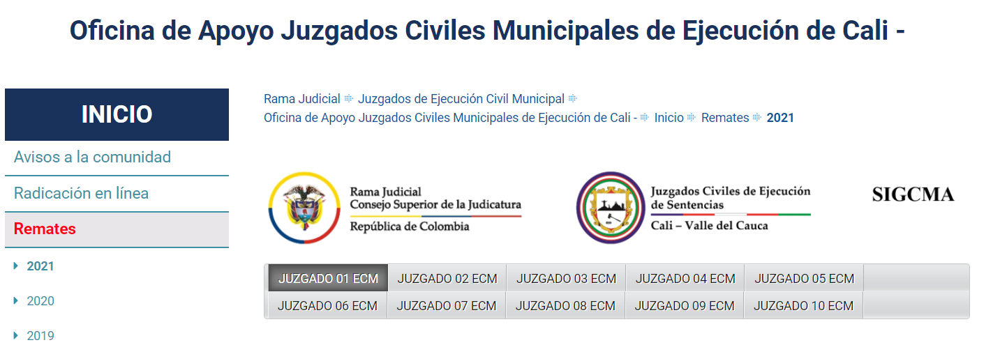 Oficina de Apoyo Juzgados Civiles Municipales de Ejecución de Cali -
INICIO
Avisos a la comunidad
Radicación en línea
Remates
2021
2020
2019
Rama Judicial Juzgados de Ejecución Civil Municipal
Oficina de Apoyo Juzgados Civiles Municipales de Ejecución de Cali - Inicio Remates 2021
Rama Judicial
Consejo Superior de la Judicatura
República de Colombia
Juzgados Civiles de Ejecución
de Sentencias
Cali – Valle del Cauca
SIGCMA
JUZGADO 01 ECM JUZGADO 02 ECM JUZGADO 03 ECM JUZGADO 04 ECM JUZGADO 05 ECM
JUZGADO 06 ECM JUZGADO 07 ECM JUZGADO 08 ECM JUZGADO 09 ECM JUZGADO 10 ECM